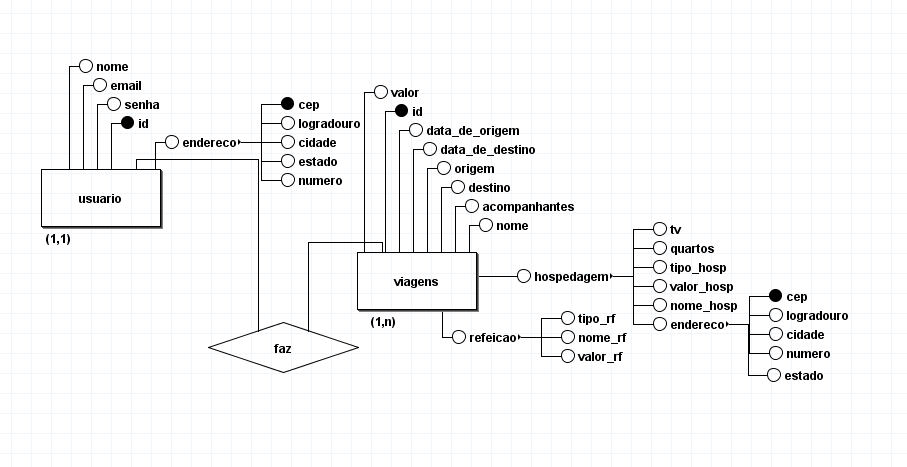 nome
email
senha
id
endereco
cep
logradouro
cidade
estado
numero
usuario
(1,1)
valor
id
data_de_origem
data_de_destino
origem
destino
acompanhantes
nome
viagens
(1,n)
faz
hospedagem
tv
quartos
tipo_hosp
valor_hosp
nome_hosp
endereco
cep
logradouro
cidade
numero
estado
refeicao
tipo_rf
nome_rf
valor_rf